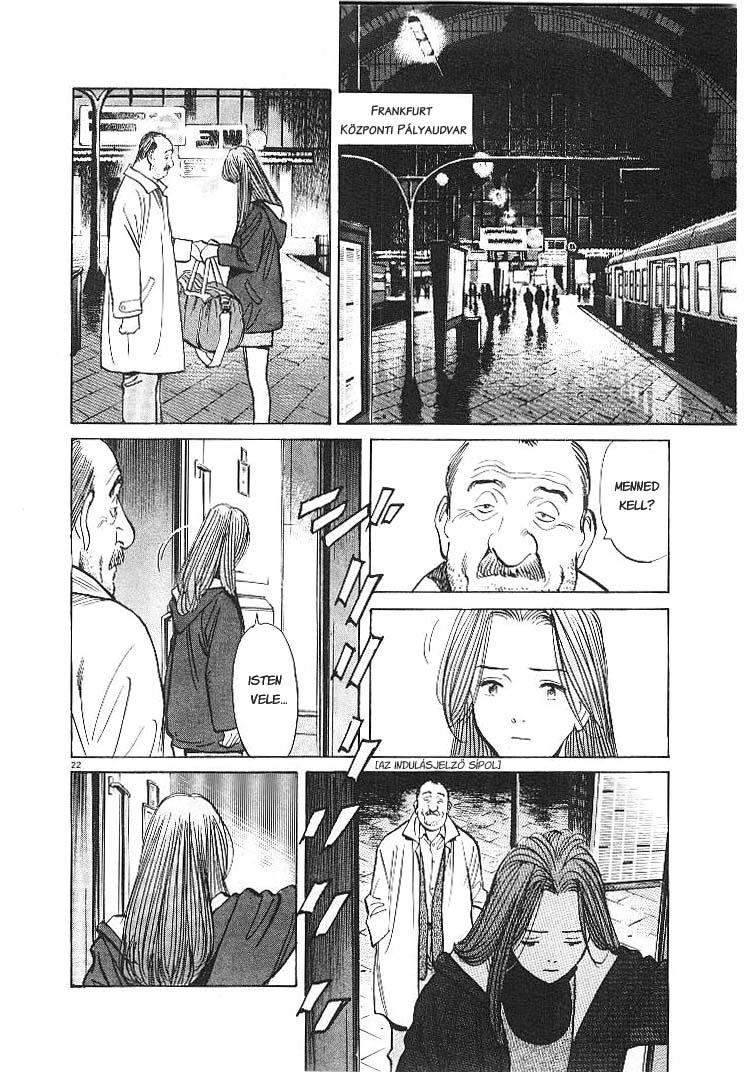 FRANKFURT
KÖZPONTI PÁLYAUDVAR
MENNED
KELL?
ISTEN
VELE...
22
[AZ INDULÁSJELZŐ SÍPOL]